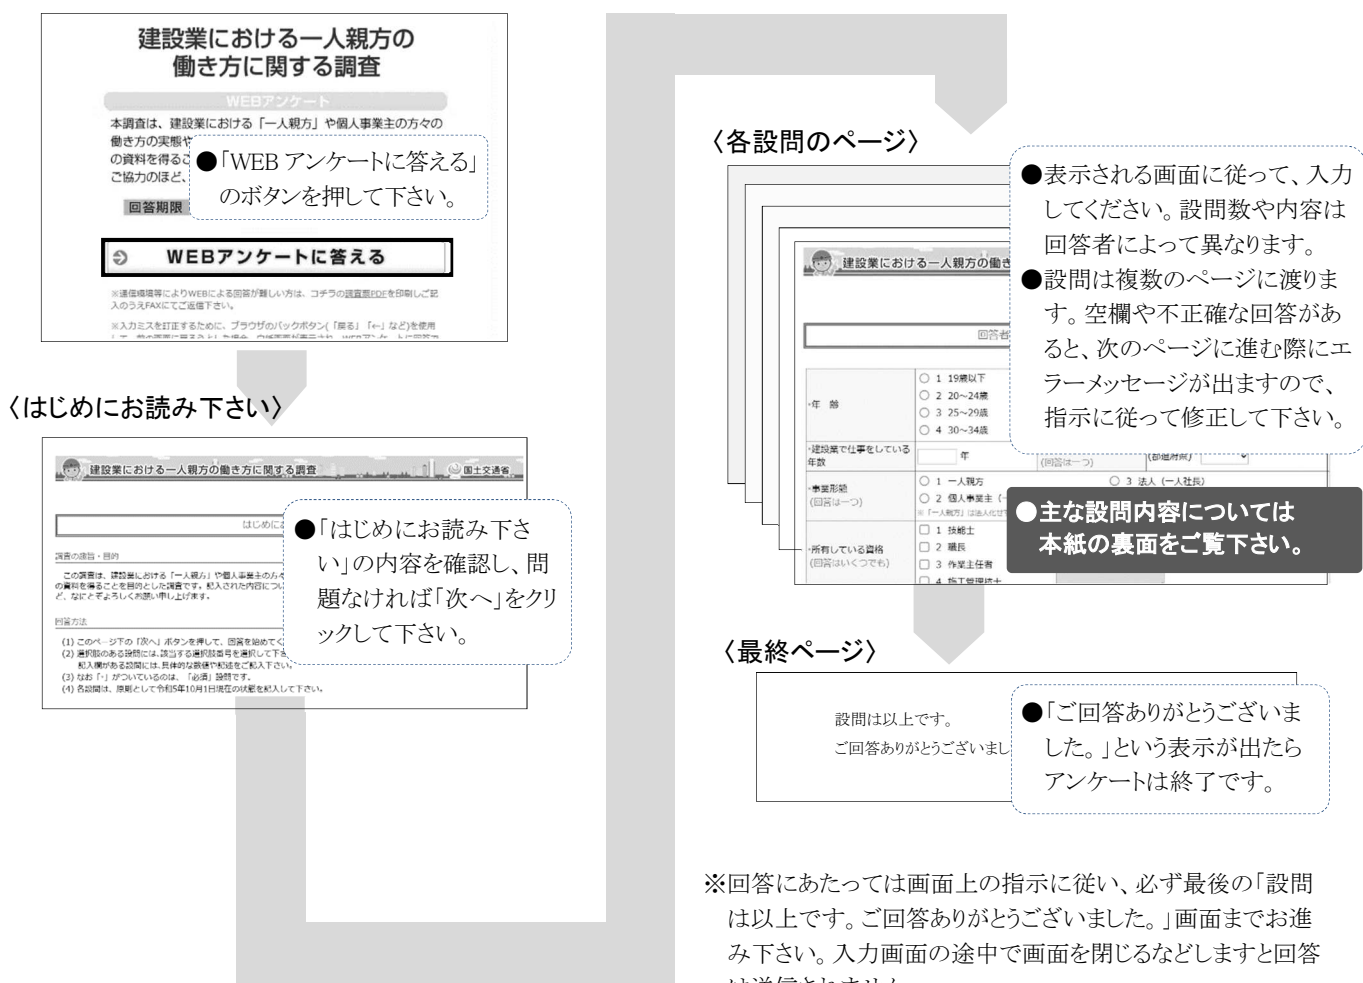 建設業における一人親方の
働き方に関する調査
WEBアンケート
本調査は、建設業における「一人親方」や個人事業主の方々の
働き方の実態や
の資料を得るこ
ご協力のほど、
回答期限
●「WEB アンケートに答える」
のボタンを押して下さい。
WEBアンケートに答える
※通信環境等によりWEBによる回答が難しい方は、コチラの調査票PDFを印刷しご記
入のうえFAXにてご返信下さい。
※入力ミスを訂正するために、ブラウザのバックボタン(「戻る」「←」など)を使用
〈はじめにお読み下さい〉
建設業における一人親方の働き方に関する調査
国土交通省
はじめにお
調査の趣旨・目的
この調査は、建設業における「一人親方」や個人事業主の方々
の資料を得ることを目的とした調査です。記入された内容につい
ど、なにとぞよろしくお願い申し上げます。
回答方法
(1) このページ下の「次へ」ボタンを押して、回答を始めてく
(2) 選択肢のある設問には、該当する選択肢番号を選択して下さ
記入欄がある設問には、具体的な数値や記述をご記入下さい。
(3) なお「*」がついているのは、「必須」設問です。
(4) 各設問は、原則として令和5年10月1日現在の状態を記入して下さい。
●「はじめにお読み下さ
い」の内容を確認し、問
題なければ「次へ」をクリ
ックして下さい。
〈各設問のページ〉
建設業における一人親方の働き
回答者
*年 齢
○ 1 19歳以下
○ 2 20～24歳
○ 3 25～29歳
○ 4 30～34歳
*建設業で仕事をしている
年数
年
(回答は一つ)
(都道府県)
*事業形態
(回答は一つ)
○ 1 一人親方
○ 3 法人（一人社長）
○ 2 個人事業主（
※「一人親方」は法人化せ
*所有している資格
(回答はいくつでも)
□ 1 技能士
□ 2 職長
□ 3 作業主任者
□ 4 施工管理技士
●表示される画面に従って、入力
してください。設問数や内容は
回答者によって異なります。
●設問は複数のページに渡りま
す。空欄や不正確な回答があ
ると、次のページに進む際にエ
ラーメッセージが出ますので、
指示に従って修正して下さい。
●主な設問内容については
本紙の裏面をご覧下さい。
〈最終ページ〉
設問は以上です。
ご回答ありがとうございまし
●「ご回答ありがとうございま
した。」という表示が出たら
アンケートは終了です。
※回答にあたっては画面上の指示に従い、必ず最後の「設問
は以上です。ご回答ありがとうございました。」画面までお進
み下さい。入力画面の途中で画面を閉じるなどしますと回答